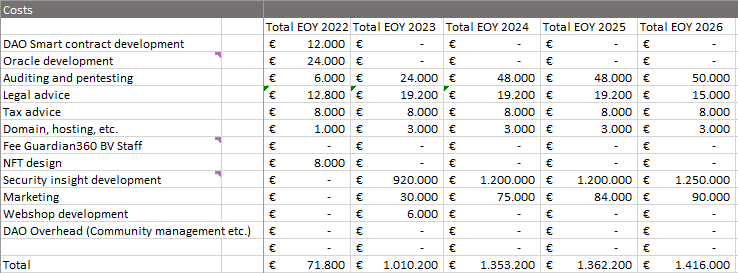 Costs
Total EOY 2022 Total EOY 2023 Total EOY 2024 Total EOY 2025 Total EOY 2026
DAO Smart contract development € 12.000 € - € - € - € -
Oracle development € 24.000 € - € - € - € -
Auditing and pentesting € 6.000 € 24.000 € 48.000 € 48.000 € 50.000
Legal advice € 12.800 € 19.200 € 19.200 € 19.200 € 15.000
Tax advice € 8.000 € 8.000 € 8.000 € 8.000 € 8.000
Domain, hosting, etc. € 1.000 € 3.000 € 3.000 € 3.000 € 3.000
Fee Guardian360 BV Staff € - € - € - € - € -
NFT design € 8.000 € - € - € - € -
Security insight development € - € 920.000 € 1.200.000 € 1.200.000 € 1.250.000
Marketing € - € 30.000 € 75.000 € 84.000 € 90.000
Webshop development € - € 6.000 € - € - € -
DAO Overhead (Community management etc.) € - € - € - € - € -
€ - € - € - € - € -
Total € 71.800 € 1.010.200 € 1.353.200 € 1.362.200 € 1.416.000